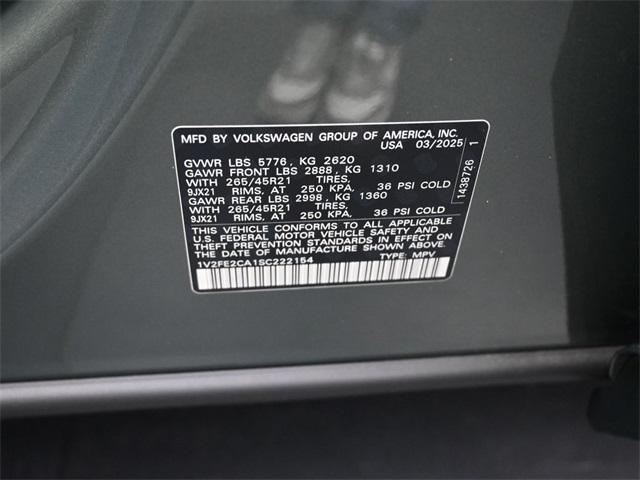 MFD BY VOLKSWAGEN GROUP OF AMERICA, INC.
USA 03/2025
GVWR LBS 5776, KG 2620
GAWR FRONT LBS 2888, KG 1310
WITH 265/45R21 TIRES,
9JX21 RIMS, AT 250 KPA, 36 PSI COLD
GAWR REAR LBS 2998, KG 1360
WITH 265/45R21 TIRES,
9JX21 RIMS, AT 250 KPA, 36 PSI COLD
THIS VEHICLE CONFORMS TO ALL APPLICABLE
U.S. FEDERAL MOTOR VEHICLE SAFETY AND
THEFT PREVENTION STANDARDS IN EFFECT ON
THE DATE OF MANUFACTURE SHOWN ABOVE.
1V2FE2CA1SC222154 TYPE: MPV
1438726 1